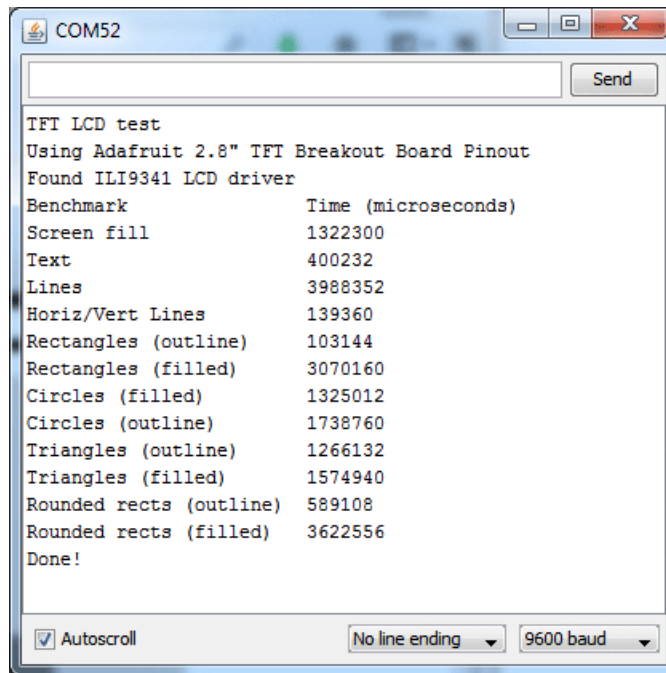 COM52
Send
TFT LCD test
Using Adafruit 2.8" TFT Breakout Board Pinout
Found ILI9341 LCD driver
Benchmark Time (microseconds)
Screen fill 1322300
Text 400232
Lines 3988352
Horiz/Vert Lines 139360
Rectangles (outline) 103144
Rectangles (filled) 3070160
Circles (filled) 1325012
Circles (outline) 1738760
Triangles (outline) 1266132
Triangles (filled) 1574940
Rounded rects (outline) 589108
Rounded rects (filled) 3622556
Done!
Autoscroll No line ending 9600 baud